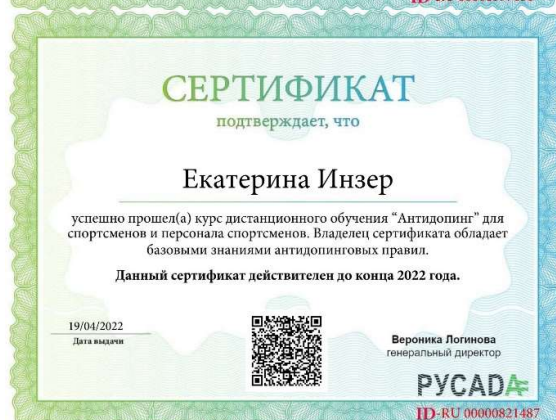 СЕРТИФИКАТ
подтверждает, что
Екатерина Инзер
успешно прошел(а) курс дистанционного обучения “Антидопинг” для
спортсменов и персонала спортсменов. Владелец сертификата обладает
базовыми знаниями антидопинговых правил.
Данный сертификат действителен до конца 2022 года.
19/04/2022
Дата выдачи
Вероника Логинова
генеральный директор
РУСАДА
ID-RU 00000821487